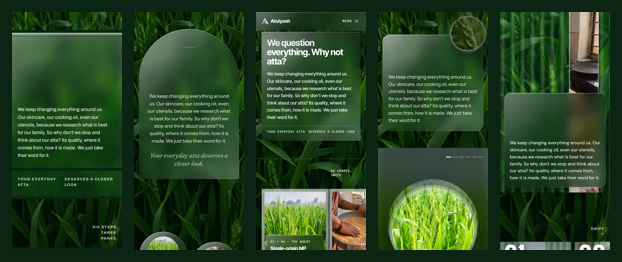 We keep changing everything around us.
Our skincare, our cooking oil, even our
utensils, because we want what is best
for our family. So why don't we stop and
think about our atta? Its quality, where it
comes from, how it is made. We just take
their word for it.
YOUR EVERYDAY
ATTA
DESERVES A CLOSER
LOOK
SIX STEPS.
THREE
PANES.
We keep changing everything around us.
Our skincare, our cooking oil, even our
utensils, because we want what is best
for our family. So why don't we
stop and
think about our atta? Its
quality, where it
comes from, how it is made. We just take
their word for it.
Your everyday atta deserves a
closer look.
Atulyash
MENU
We question
everything. Why not
atta?
We keep changing everything around us.
Our skincare, our cooking oil, even our
utensils, because we want what is best
for our family. So why don't we stop and
think about our atta? Its quality, where it
comes from, how it is made. We just take
their word for it.
YOUR EVERYDAY ATTA DESERVES A CLOSER LOOK
SWIPE
01 / 06 · THE WHEAT
Single-origin MP
We keep changing everything around us.
Our skincare, our cooking oil, even our
utensils, because we want what is best
for our family. So why don't we stop and
think about our atta? Its quality, where it
comes from, how it is made. We just take
their word for it.
We keep changing everything around us.
Our skincare, our cooking oil, even our
utensils, because we want what is best
for our family. So why don't we stop and
think about our atta? Its quality, where it
comes from, how it is made. We just take
their word for it.
SWIPE
01
02